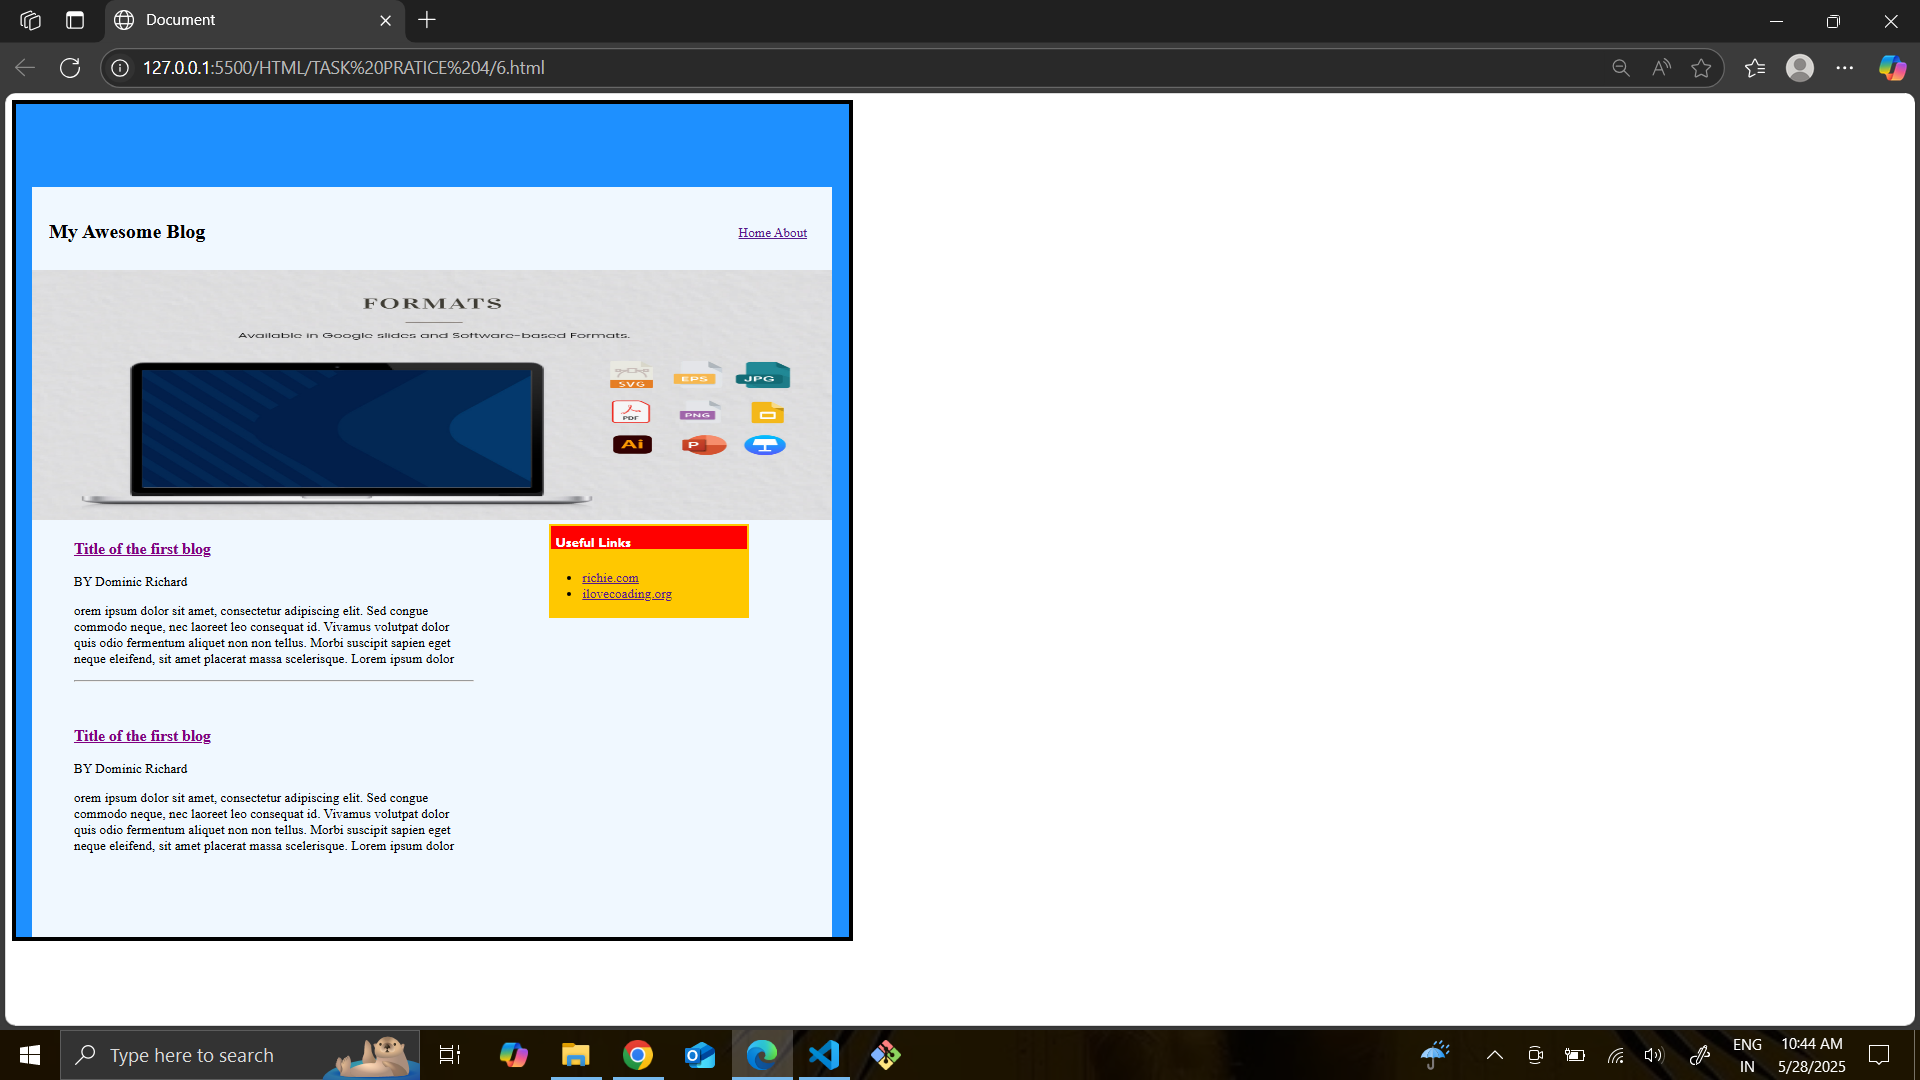 Document
127.0.0.1:5500/HTML/TASK%20PRATICE%204/6.html
My Awesome Blog
Home About
FORMATS
Available in Google slides and Software-based Formats.
SVG
EPS
JPG
PDF
PNG
Ai
P
Title of the first blog
BY Dominic Richard
orem ipsum dolor sit amet, consectetur adipiscing elit. Sed congue
commodo neque, nec laoreet leo consequat id. Vivamus volutpat dolor
quis odio fermentum aliquet non non tellus. Morbi suscipit sapien eget
neque eleifend, sit amet placerat massa scelerisque. Lorem ipsum dolor
Useful Links
richie.com
ilovecoading.org
Title of the first blog
BY Dominic Richard
orem ipsum dolor sit amet, consectetur adipiscing elit. Sed congue
commodo neque, nec laoreet leo consequat id. Vivamus volutpat dolor
quis odio fermentum aliquet non non tellus. Morbi suscipit sapien eget
neque eleifend, sit amet placerat massa scelerisque. Lorem ipsum dolor
Type here to search
ENG
IN
10:44 AM
5/28/2025